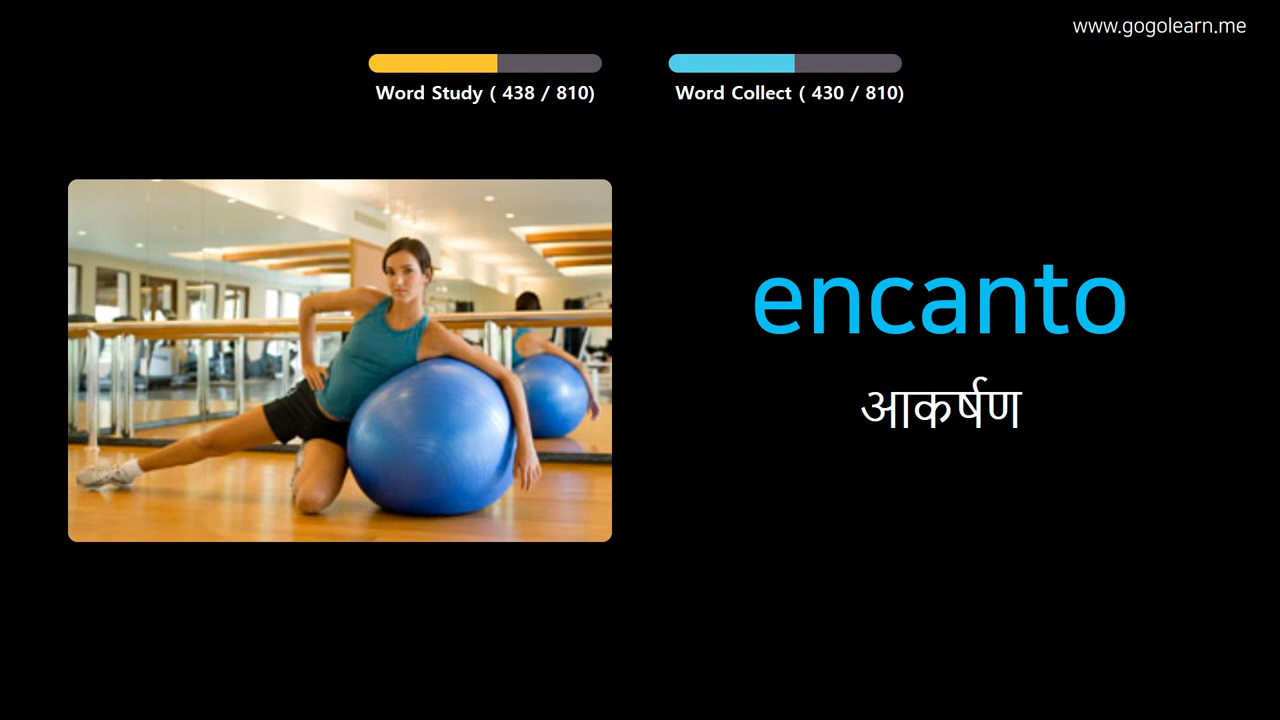 www.gogolearn.me
Word Study ( 438 / 810)
Word Collect ( 430 / 810)
encanto
आकर्षण